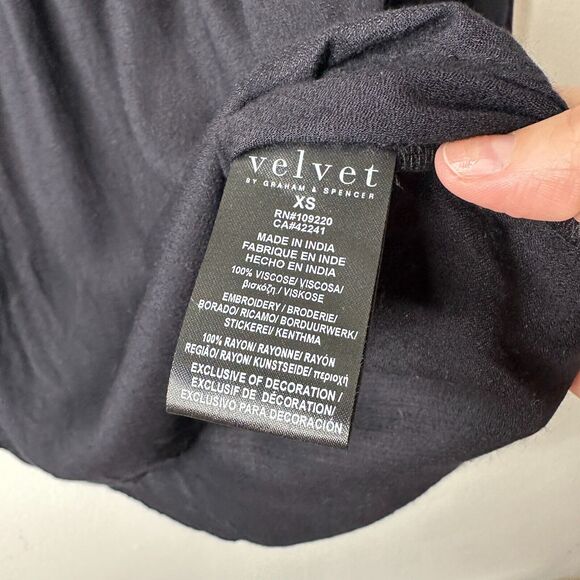 velvet
BY GRAHAM & SPENCER
XS
RN#109220
CA#42241
MADE IN INDIA
FABRIQUE EN INDE
HECHO EN INDIA
100% VISCOSE/ VISCOSA/
βισκόζη / VISKOSE
EMBROIDERY / BRODERIE/
BORADO/ RICAMO/ BORDUURWERK/
STICKEREI/ KENTHMA
100% RAYON/ RAYONNE/ RAYÓN
REGIÃO/ RAYON/ KUNSTSEIDE/ περιοχή
EXCLUSIVE OF DECORATION/
EXCLUSIF DE DÉCORATION/
EXCLUSIVO PARA DECORACIÓN